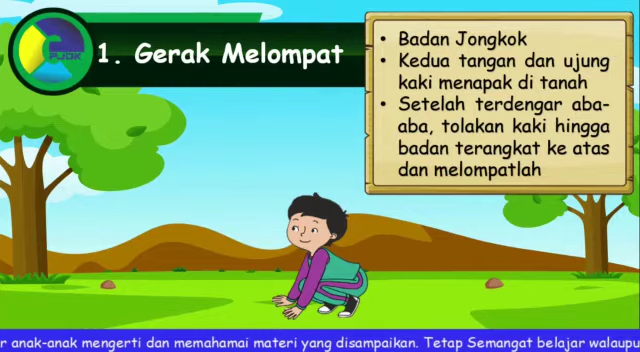 PJOK
1. Gerak Melompat
• Badan Jongkok
• Kedua tangan dan ujung
kaki menapak di tanah
• Setelah terdengar aba-
aba, tolakan kaki hingga
badan terangkat ke atas
dan melompatlah
r anak-anak mengerti dan memahamai materi yang disampaikan. Tetap Semangat belajar walaupu